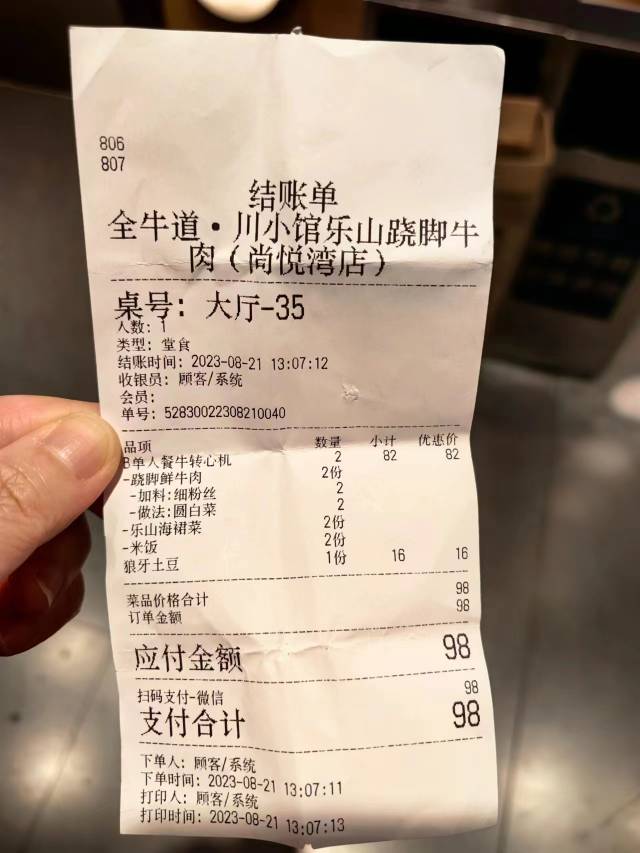 806
807
结账单
全牛道·川小馆乐山跷脚牛
肉（尚悦湾店）
桌号: 大厅-35
人数: 1
类型: 堂食
结账时间: 2023-08-21 13:07:12
收银员: 顾客/系统
会员:
单号: 52830022308210040
品项 数量 小计 优惠价
B单人餐牛转心机 2 82 82
-跷脚鲜牛肉 2份
-加料:细粉丝 2
-做法:圆白菜 2
-乐山海裙菜 2份
-米饭 2份
狼牙土豆 1份 16 16
菜品价格合计 98
订单金额 98
应付金额 98
扫码支付-微信 98
支付合计 98
下单人: 顾客/系统
下单时间: 2023-08-21 13:07:11
打印人: 顾客/系统
打印时间: 2023-08-21 13:07:13